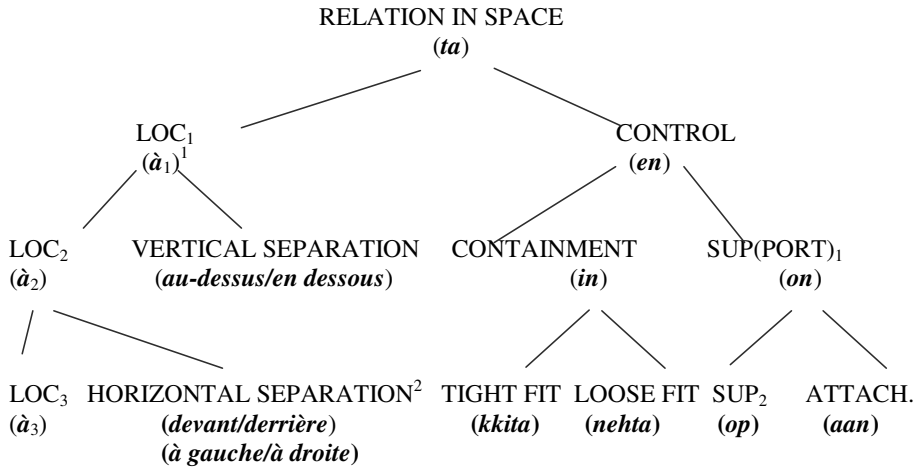 RELATION IN SPACE
(ta)
LOC₁ CONTROL
(à₁)¹ (en)
LOC₂ VERTICAL SEPARATION CONTAINMENT SUP(PORT)₁
(à₂) (au-dessus/en dessous) (in) (on)
LOC₃ HORIZONTAL SEPARATION² TIGHT FIT LOOSE FIT SUP₂ ATTACH.
(à₃) (devant/derrière) (kkita) (nehta) (op) (aan)
(à gauche/à droite)